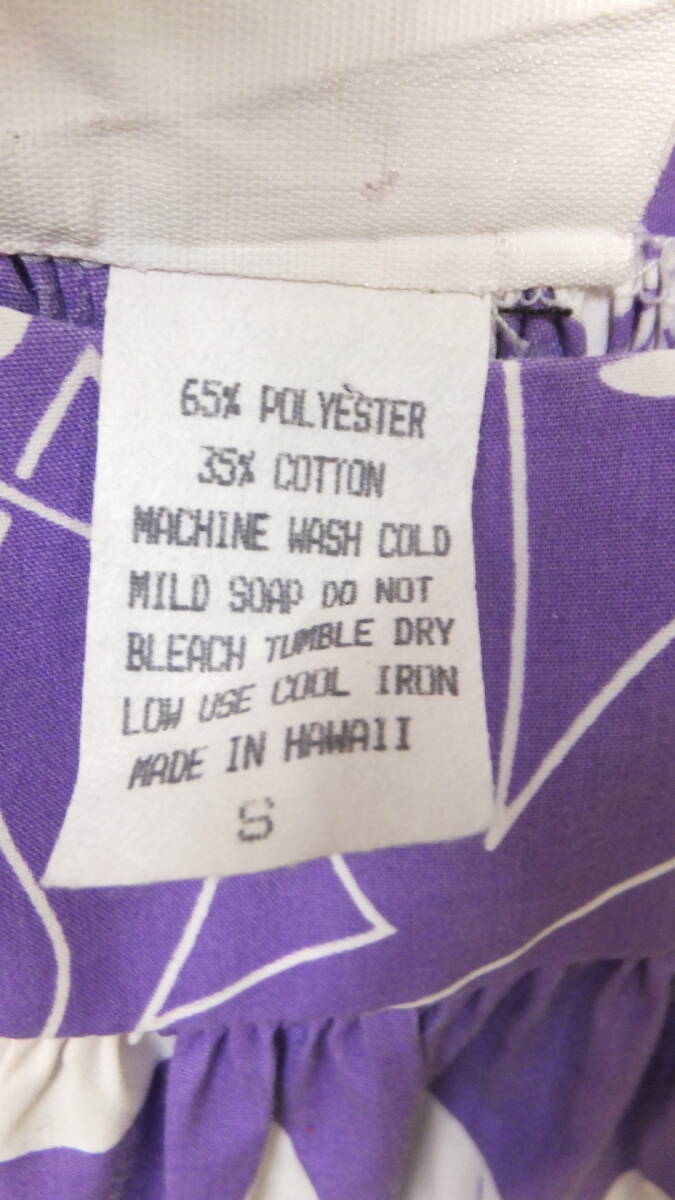 65% POLYESTER
35% COTTON
MACHINE WASH COLD
MILD SOAP DO NOT
BLEACH TUMBLE DRY
LOW USE COOL IRON
MADE IN HAWAII
S